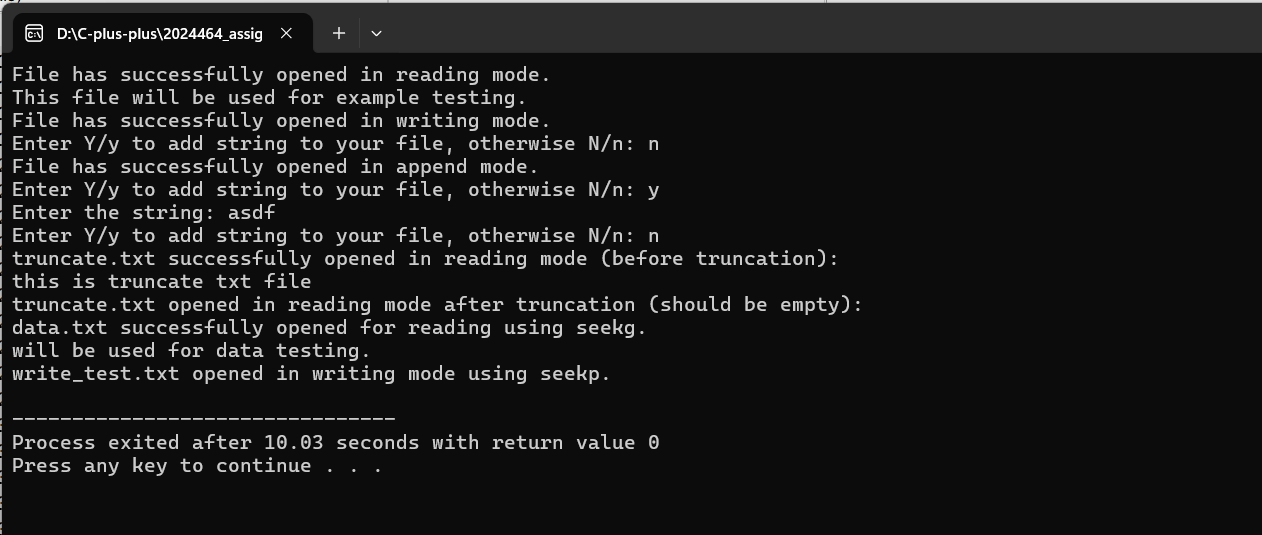 D:\C-plus-plus\2024464_assig
File has successfully opened in reading mode.
This file will be used for example testing.
File has successfully opened in writing mode.
Enter Y/y to add string to your file, otherwise N/n: n
File has successfully opened in append mode.
Enter Y/y to add string to your file, otherwise N/n: y
Enter the string: asdf
Enter Y/y to add string to your file, otherwise N/n: n
truncate.txt successfully opened in reading mode (before truncation):
this is truncate txt file
truncate.txt opened in reading mode after truncation (should be empty):
data.txt successfully opened for reading using seekg.
will be used for data testing.
write_test.txt opened in writing mode using seekp.
--------------------------------
Process exited after 10.03 seconds with return value 0
Press any key to continue . . .